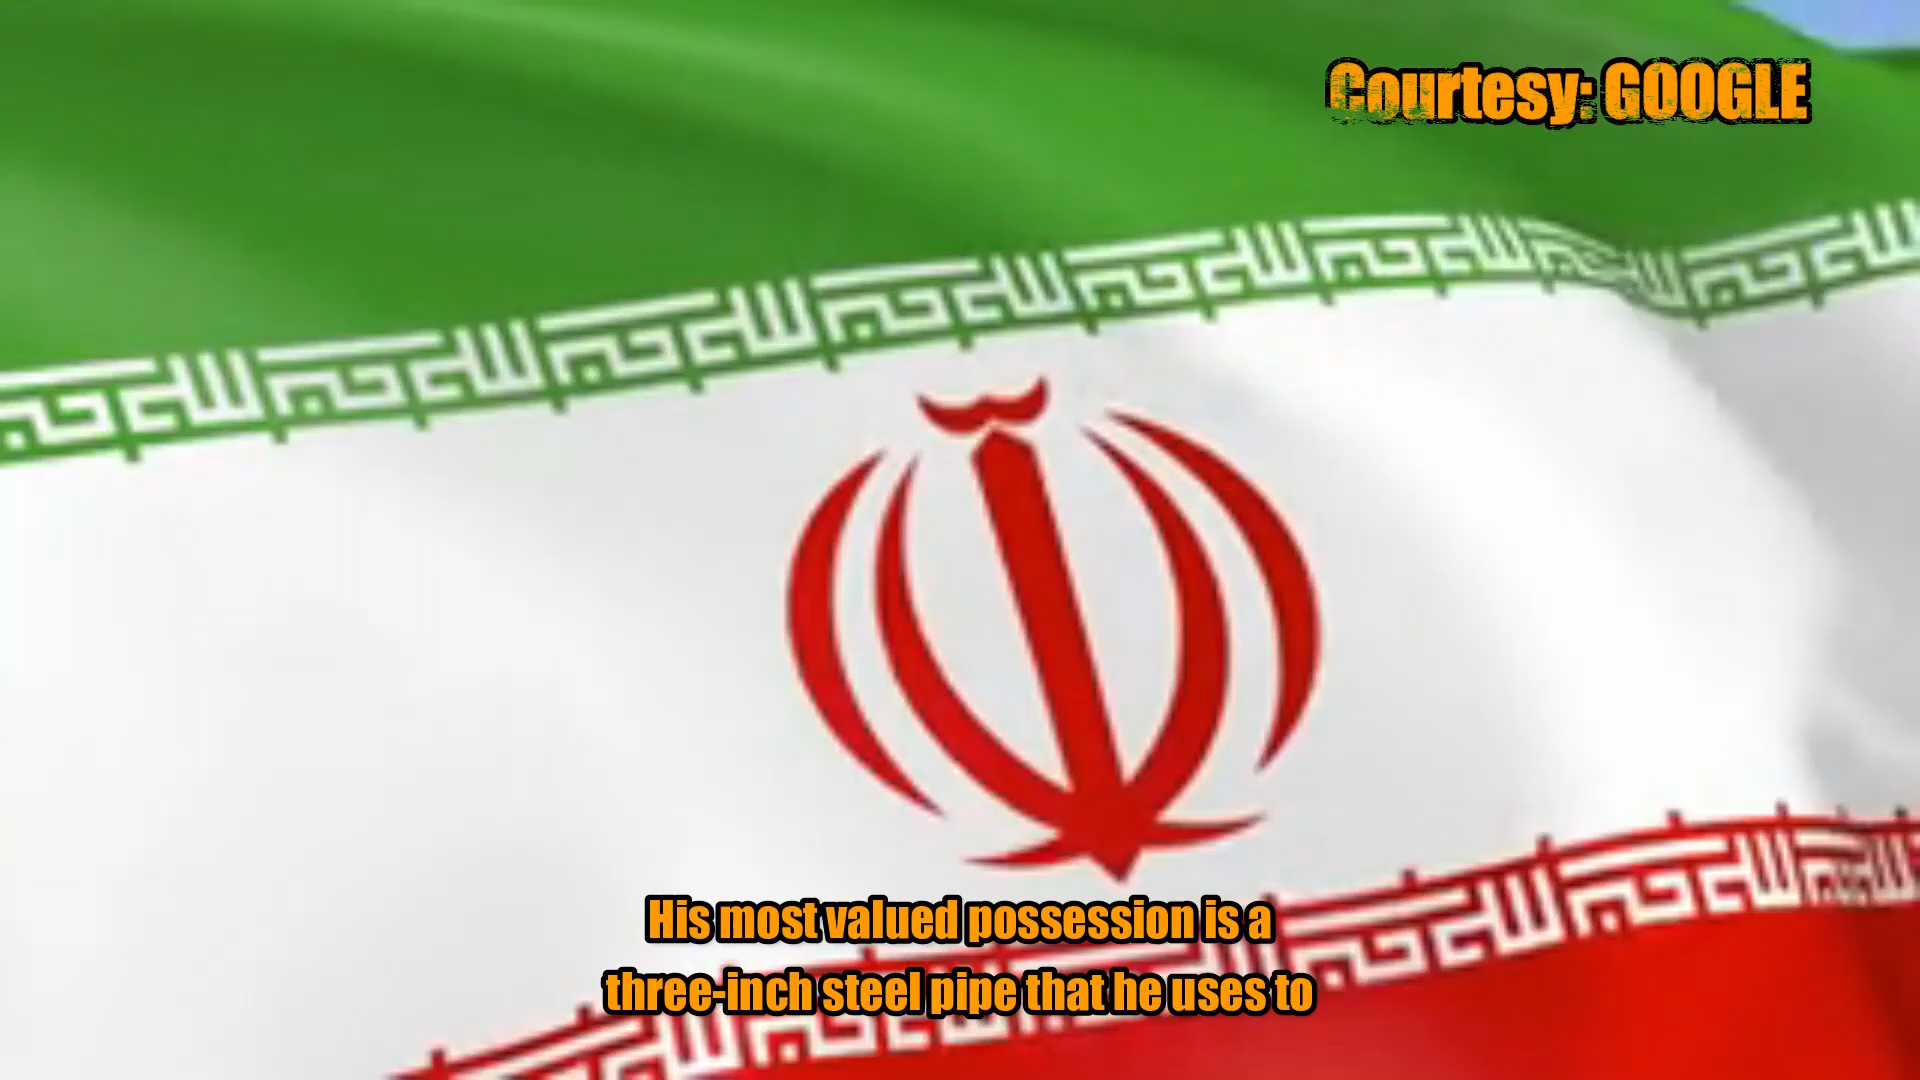 Courtesy: GOOGLE
His most valued possession is a
three-inch steel pipe that he uses to